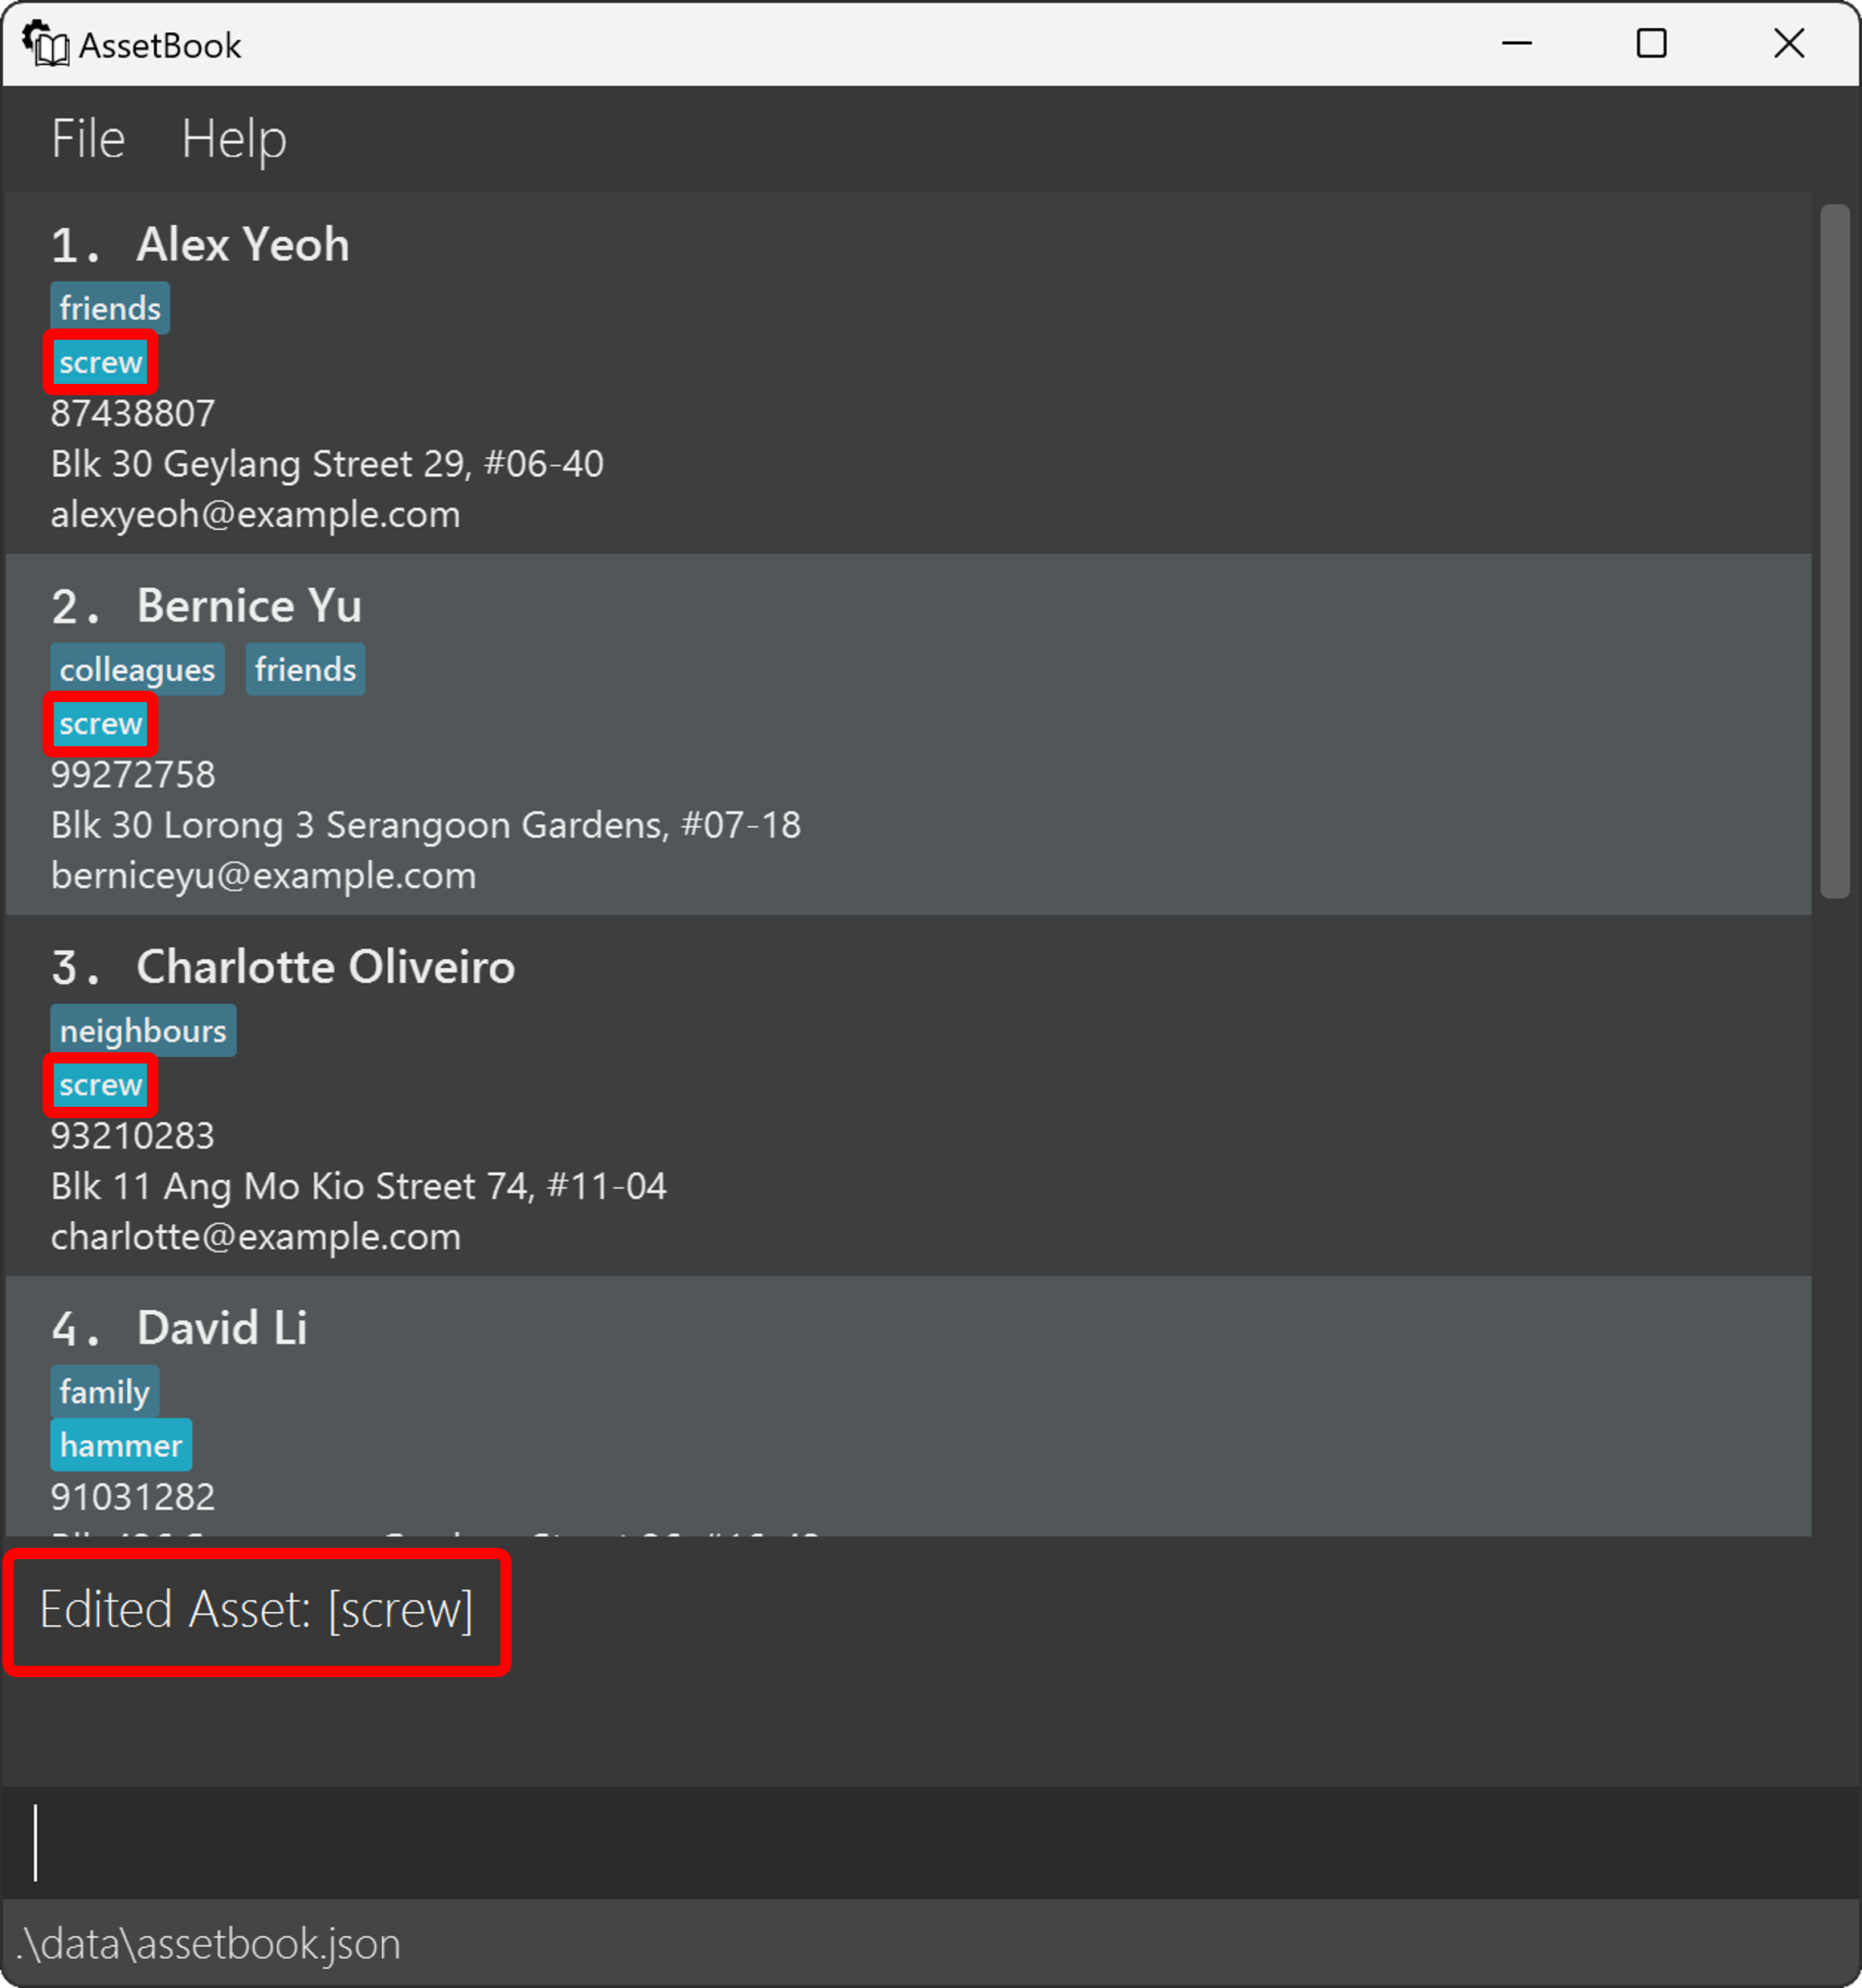 AssetBook
File Help
1. Alex Yeoh
friends
screw
87438807
Blk 30 Geylang Street 29, #06-40
alexyeoh@example.com
2. Bernice Yu
colleagues friends
screw
99272758
Blk 30 Lorong 3 Serangoon Gardens, #07-18
berniceyu@example.com
3. Charlotte Oliveiro
neighbours
screw
93210283
Blk 11 Ang Mo Kio Street 74, #11-04
charlotte@example.com
4. David Li
family
hammer
91031282
Edited Asset: [screw]
.\data\assetbook.json